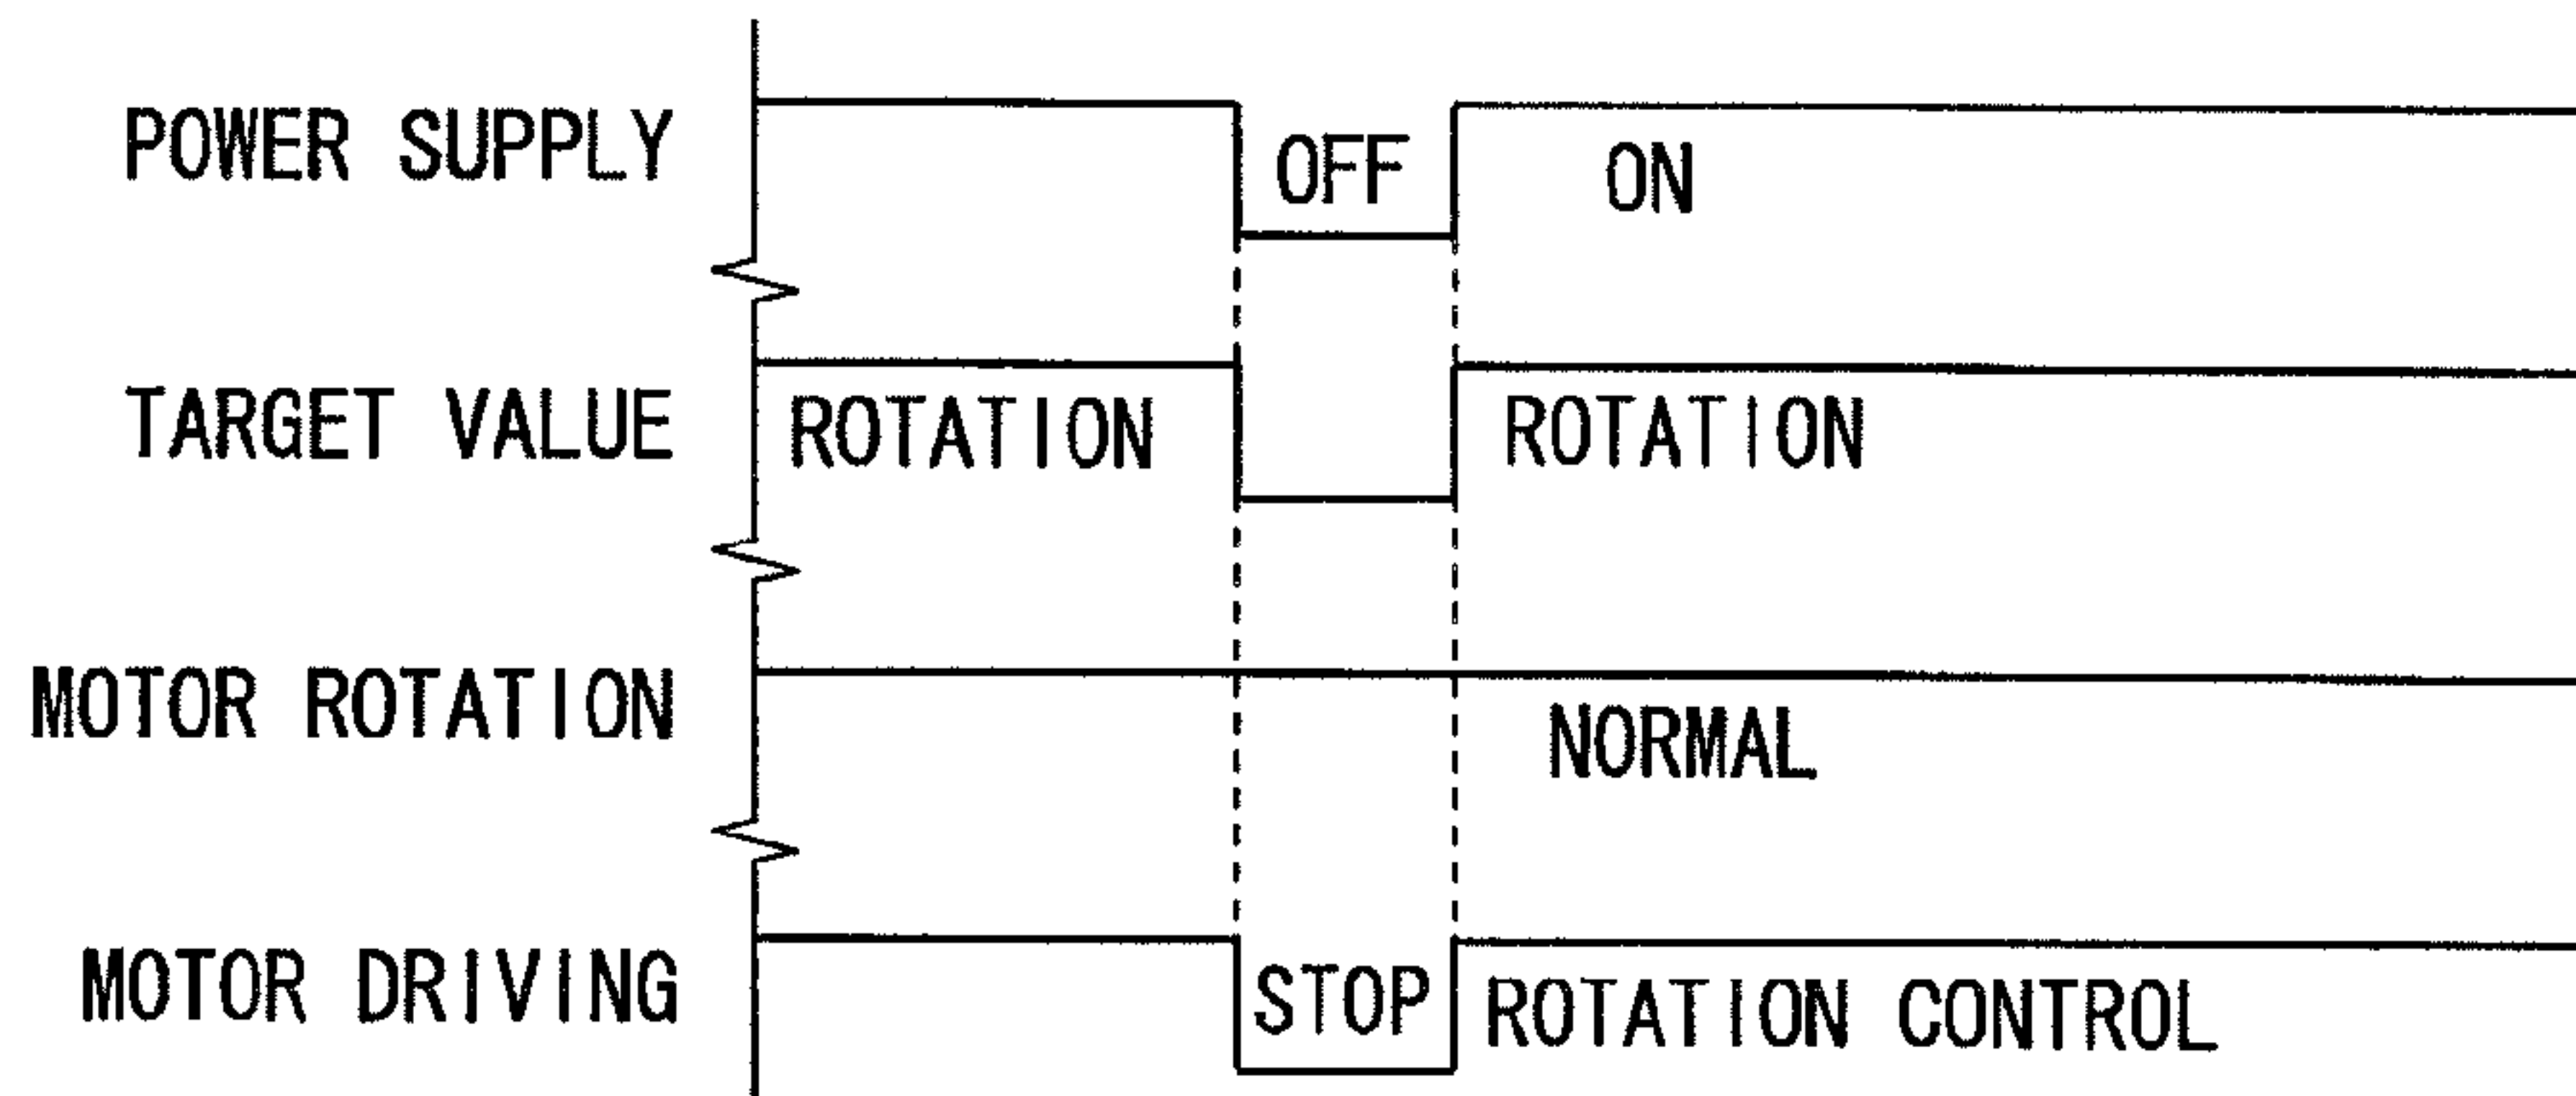 POWER SUPPLY
OFF
ON
TARGET VALUE
ROTATION
ROTATION
MOTOR ROTATION
NORMAL
MOTOR DRIVING
STOP
ROTATION CONTROL